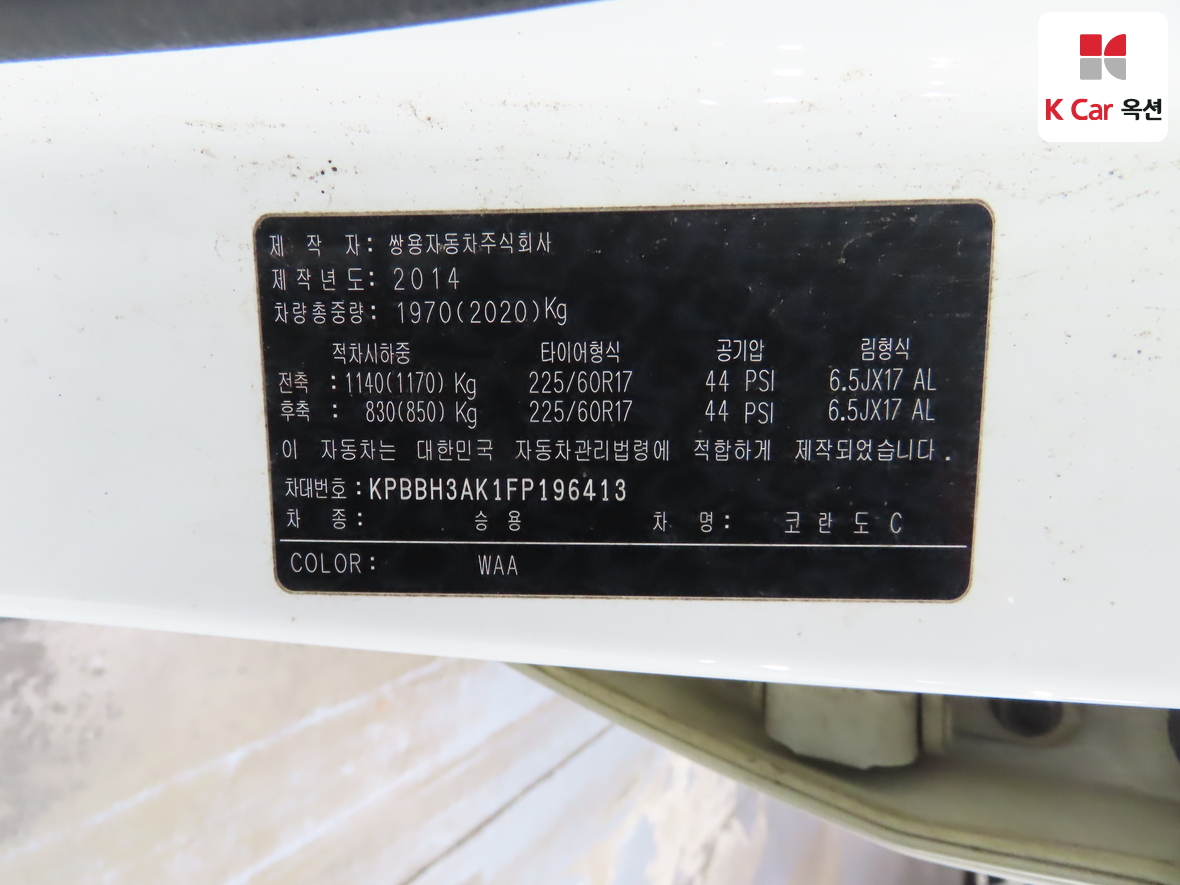 K Car 옥션
제 작 자 : 쌍용자동차주식회사
제 작 년 도 : 2014
차량총중량 : 1970(2020)Kg
적차시하중 타이어형식 공기압 림형식
전축 : 1140(1170) Kg 225/60R17 44 PSI 6.5JX17 AL
후축 : 830(850) Kg 225/60R17 44 PSI 6.5JX17 AL
이 자동차는 대한민국 자동차관리법령에 적합하게 제작되었습니다 .
차대번호 : KPBBH3AK1FP196413
차 종 : 승 용 차 명 : 코 란 도 C
COLOR : WAA